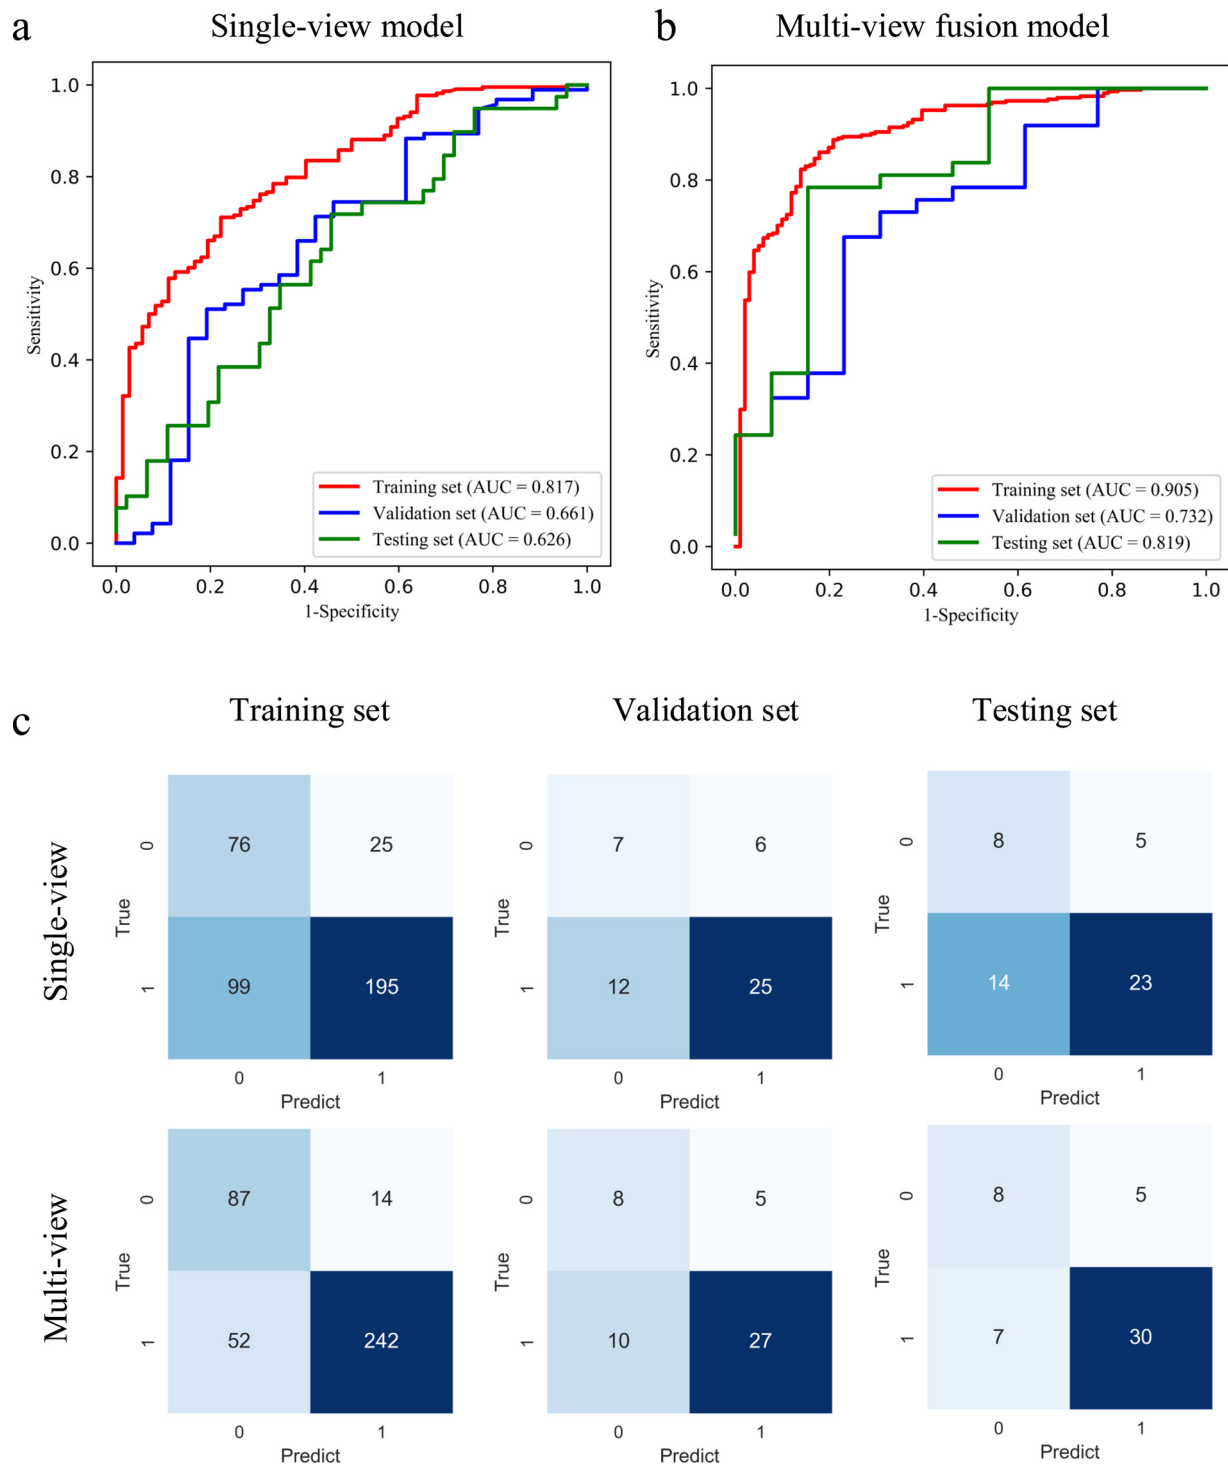 a
Single-view model
b
Multi-view fusion model
1.0
0.8
0.6
0.4
0.2
0.0
Sensitivity
Training set (AUC = 0.817)
Validation set (AUC = 0.661)
Testing set (AUC = 0.626)
0.0 0.2 0.4 0.6 0.8 1.0
1-Specificity
1.0
0.8
0.6
0.4
0.2
0.0
Sensitivity
Training set (AUC = 0.905)
Validation set (AUC = 0.732)
Testing set (AUC = 0.819)
0.0 0.2 0.4 0.6 0.8 1.0
1-Specificity
c
Training set
Validation set
Testing set
Single-view
True
0
76 25
1
99 195
0 1
Predict
True
0
7 6
1
12 25
0 1
Predict
True
0
8 5
1
14 23
0 1
Predict
Multi-view
True
0
87 14
1
52 242
0 1
Predict
True
0
8 5
1
10 27
0 1
Predict
True
0
8 5
1
7 30
0 1
Predict